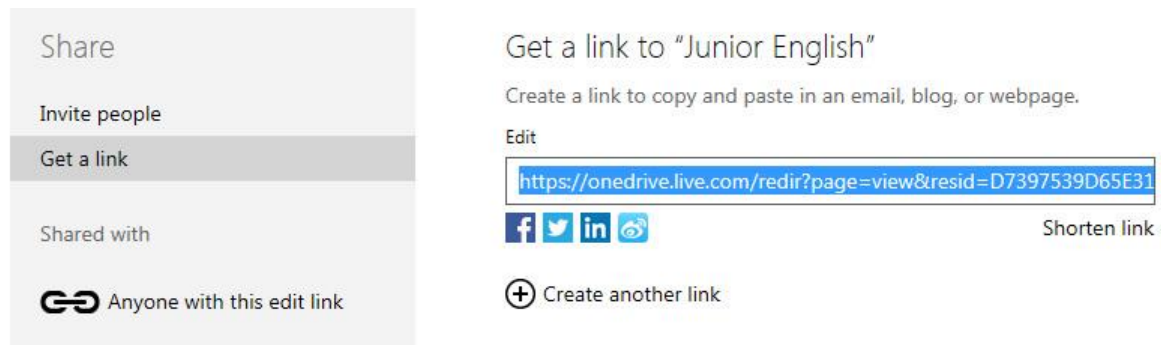 Share
Invite people
Get a link
Shared with
Anyone with this edit link
Get a link to “Junior English”
Create a link to copy and paste in an email, blog, or webpage.
Edit
https://onedrive.live.com/redir?page=view&resid=D7397539D65E31
Shorten link
Create another link